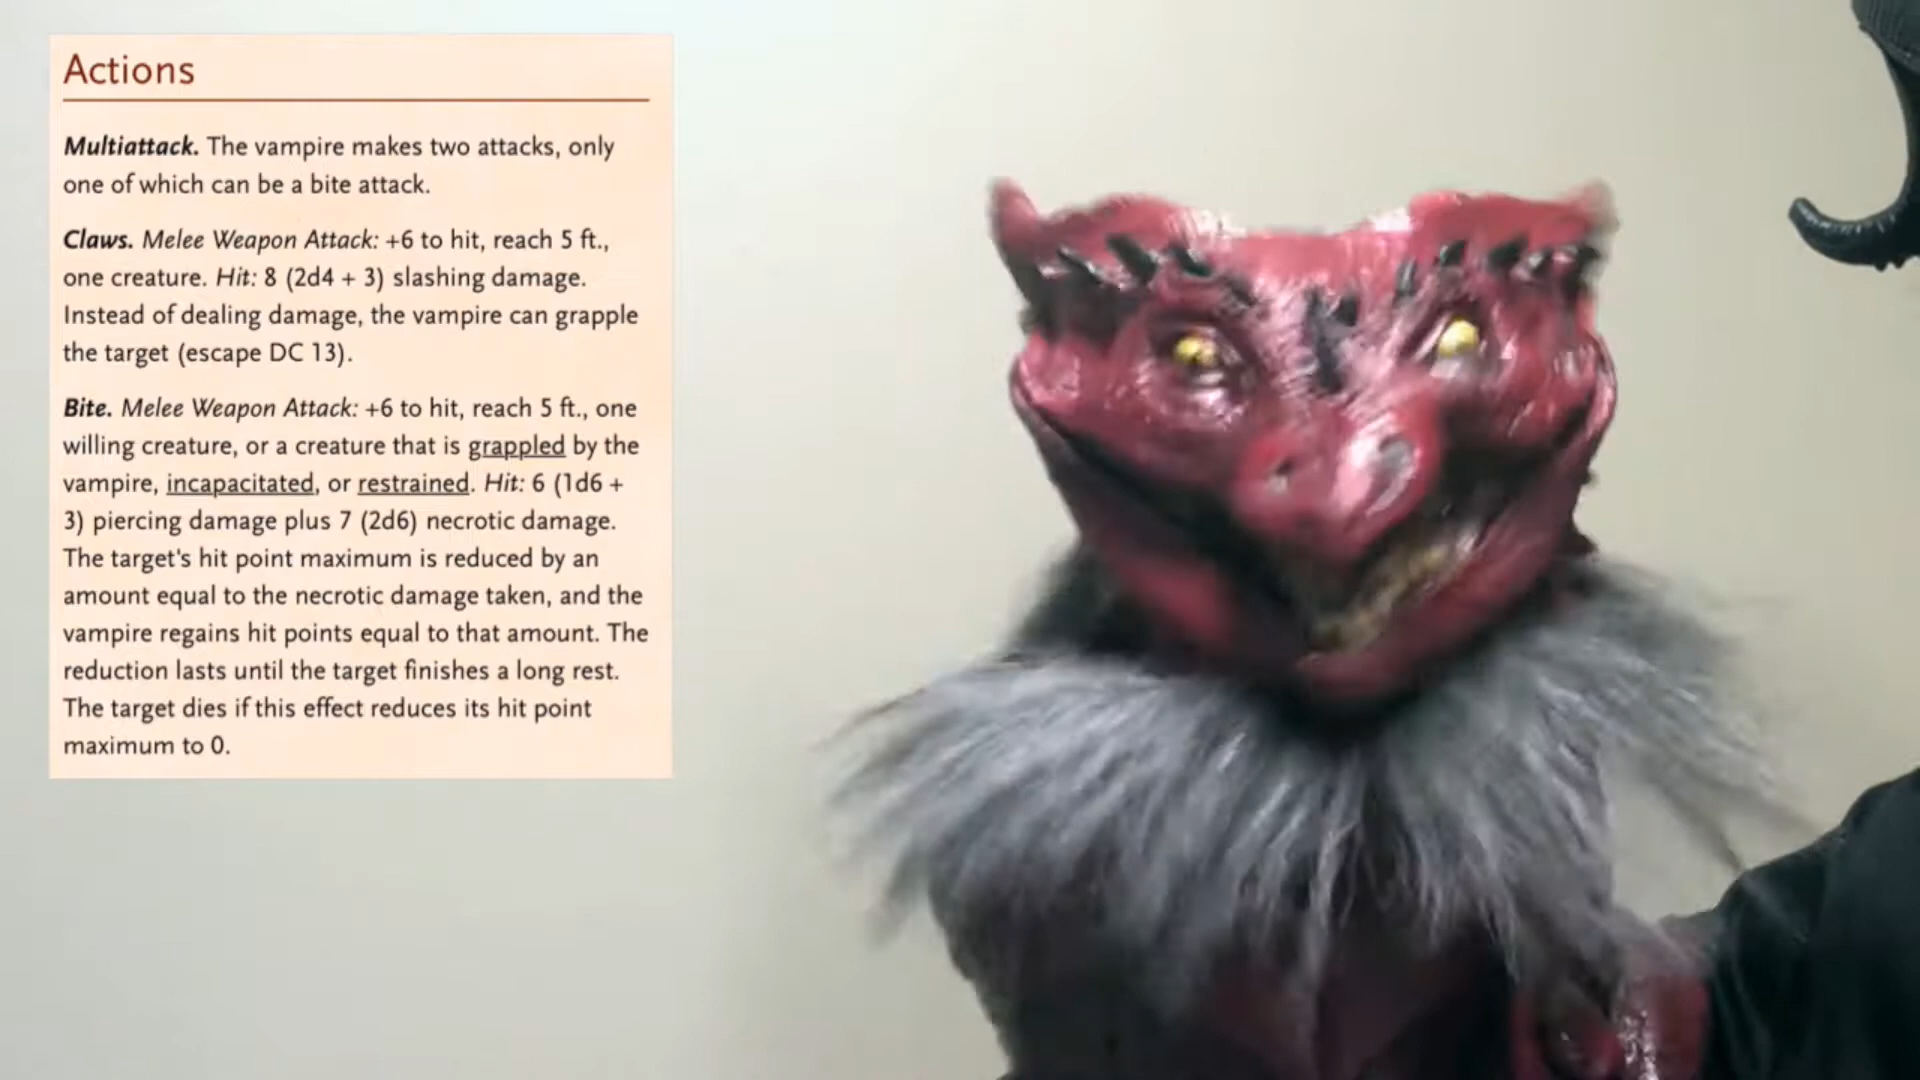 Actions
Multiattack. The vampire makes two attacks, only
one of which can be a bite attack.
Claws. Melee Weapon Attack: +6 to hit, reach 5 ft.,
one creature. Hit: 8 (2d4 + 3) slashing damage.
Instead of dealing damage, the vampire can grapple
the target (escape DC 13).
Bite. Melee Weapon Attack: +6 to hit, reach 5 ft., one
willing creature, or a creature that is grappled by the
vampire, incapacitated, or restrained. Hit: 6 (1d6 +
3) piercing damage plus 7 (2d6) necrotic damage.
The target's hit point maximum is reduced by an
amount equal to the necrotic damage taken, and the
vampire regains hit points equal to that amount. The
reduction lasts until the target finishes a long rest.
The target dies if this effect reduces its hit point
maximum to 0.